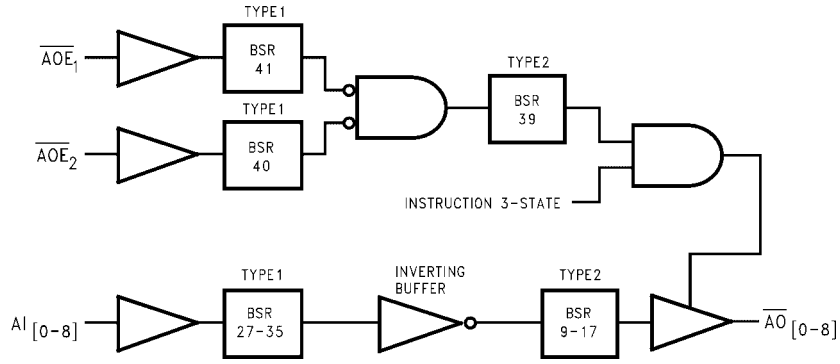 TYPE1
AOE1
BSR
41
TYPE2
TYPE1
BSR
39
AOE2
BSR
40
INSTRUCTION 3-STATE
TYPE1
INVERTING
BUFFER
TYPE2
AI[0-8]
BSR
27-35
BSR
9-17
AO[0-8]